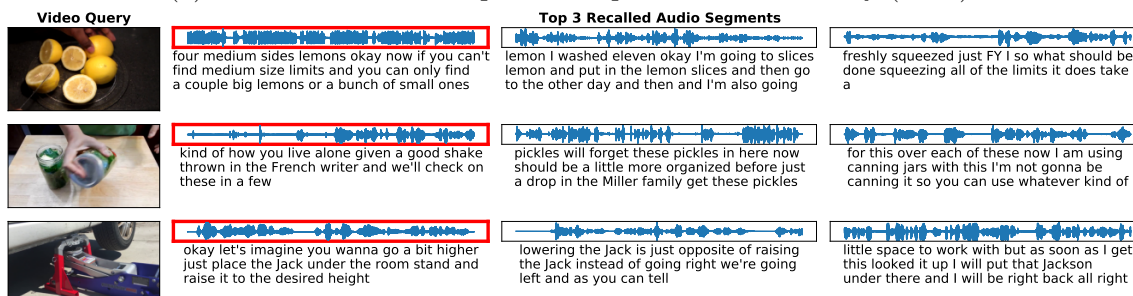 Video Query
Top 3 Recalled Audio Segments
four medium sides lemons okay now if you can't
find medium size limits and you can only find
a couple big lemons or a bunch of small ones
lemon I washed eleven okay I'm going to slices
lemon and put in the lemon slices and then go
to the other day and then and I'm also going
freshly squeezed just FY I so what should be
done squeezing all of the limits it does take
a
kind of how you live alone given a good shake
thrown in the French writer and we'll check on
these in a few
pickles will forget these pickles in here now
should be a little more organized before just
a drop in the Miller family get these pickles
for this over each of these now I am using
canning jars with this I'm not gonna be
canning it so you can use whatever kind of
okay let's imagine you wanna go a bit higher
just place the Jack under the room stand and
raise it to the desired height
lowering the Jack is just opposite of raising
the Jack instead of going right we're going
left and as you can tell
little space to work with but as soon as I get
this looked it up I will put that Jackson
under there and I will be right back all right